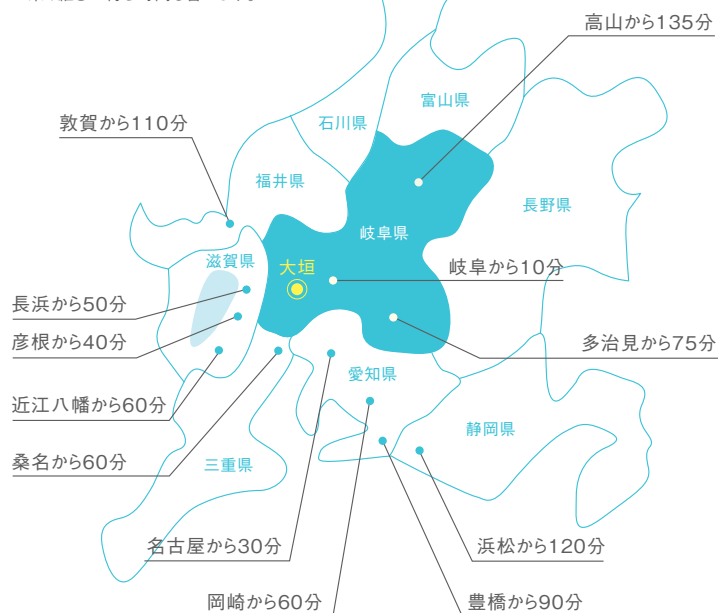 高山から135分
富山県
石川県
敦賀から110分
福井県
長野県
岐阜県
滋賀県
大垣
岐阜から10分
長浜から50分
彦根から40分
多治見から75分
愛知県
近江八幡から60分
静岡県
桑名から60分
三重県
名古屋から30分
浜松から120分
岡崎から60分
豊橋から90分